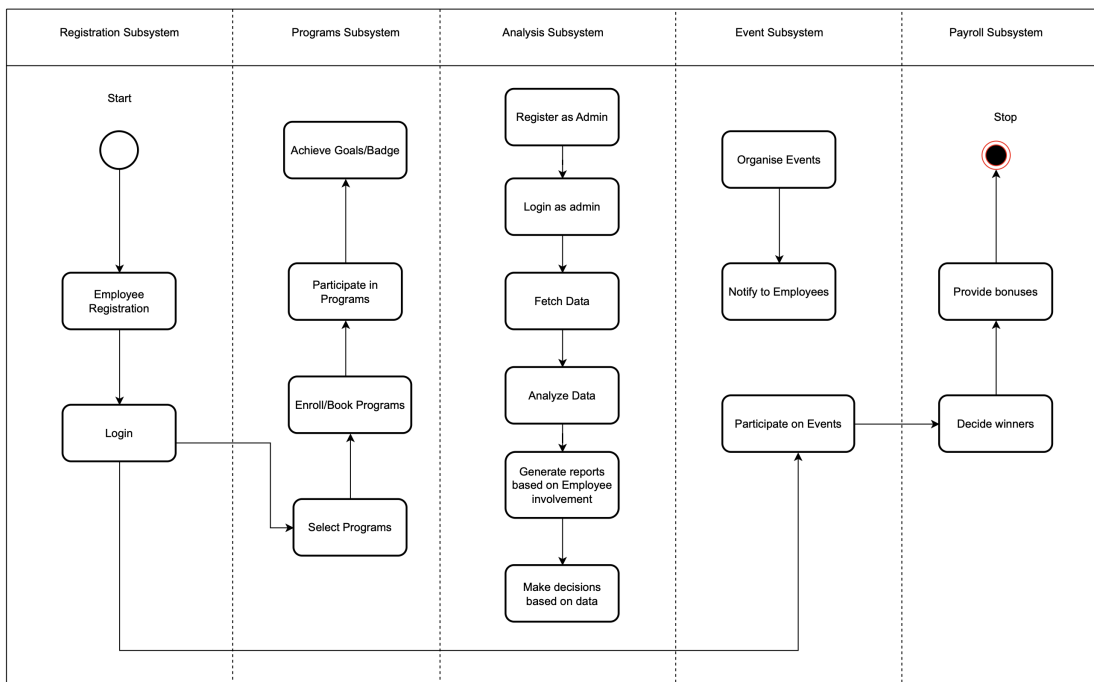 Registration Subsystem
Programs Subsystem
Analysis Subsystem
Event Subsystem
Payroll Subsystem
Start
Employee
Registration
Login
Achieve Goals/Badge
Participate in
Programs
Enroll/Book Programs
Select Programs
Register as Admin
Login as admin
Fetch Data
Analyze Data
Generate reports
based on Employee
involvement
Make decisions
based on data
Organise Events
Notify to Employees
Participate on Events
Stop
Provide bonuses
Decide winners